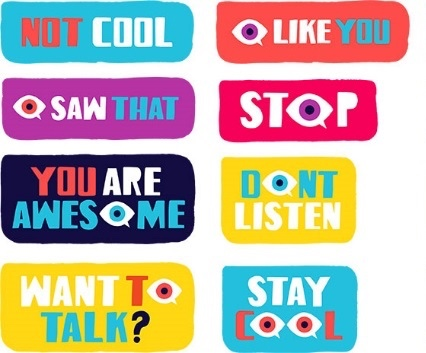 NOT COOL
LIKE YOU
SAW THAT
STOP
YOU ARE
AWESOME
DONT
LISTEN
WANT TO
TALK?
STAY
COOL